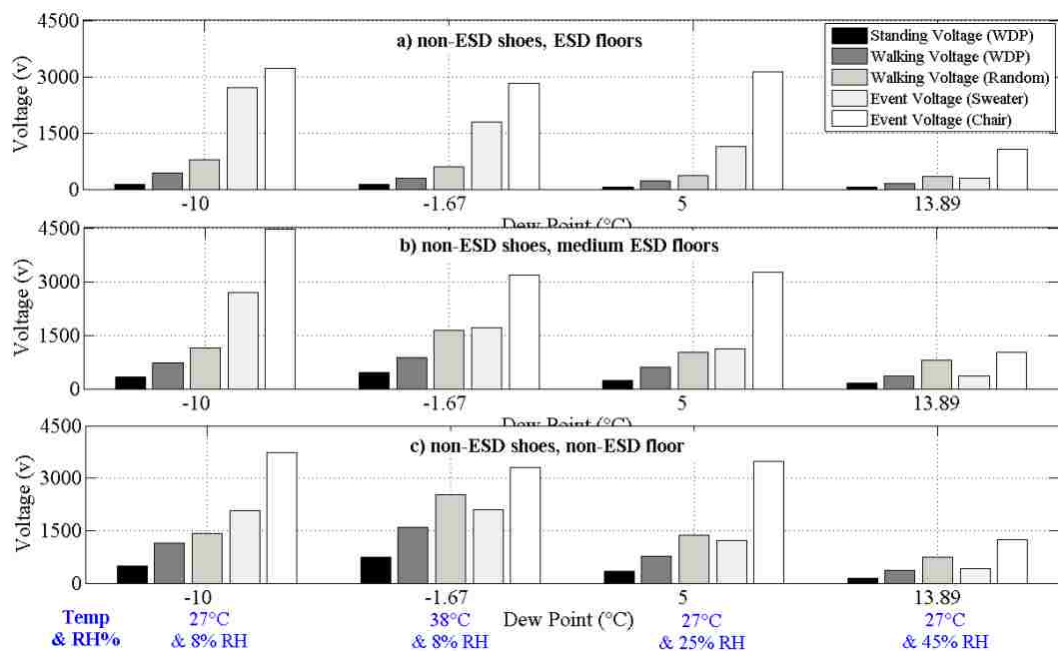 4500
3000
1500
0
Voltage (v)
a) non-ESD shoes, ESD floors
Standing Voltage (WDP)
Walking Voltage (WDP)
Walking Voltage (Random)
Event Voltage (Sweater)
Event Voltage (Chair)
-10 -1.67 5 13.89
Dew Point (°C)
4500
3000
1500
0
Voltage (v)
b) non-ESD shoes, medium ESD floors
-10 -1.67 5 13.89
Dew Point (°C)
4500
3000
1500
0
Voltage (v)
c) non-ESD shoes, non-ESD floor
-10 -1.67 5 13.89
Dew Point (°C)
Temp 27°C 38°C 27°C 27°C
& RH% & 8% RH & 8% RH & 25% RH & 45% RH